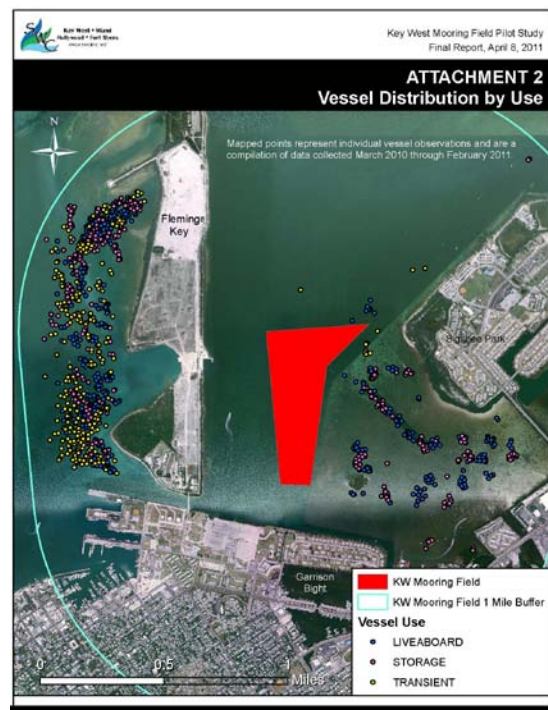 Key West • Miami
Key West Mooring Field Pilot Study
Final Report, April 8, 2011
ATTACHMENT 2
Vessel Distribution by Use
N
Mapped points represent individual vessel observations and are a
compilation of data collected March 2010 through February 2011.
Fleming
Key
Sigsbee Park
Garrison
Bight
KW Mooring Field
KW Mooring Field 1 Mile Buffer
Vessel Use
LIVEABOARD
STORAGE
TRANSIENT
0 0.5 1
Miles